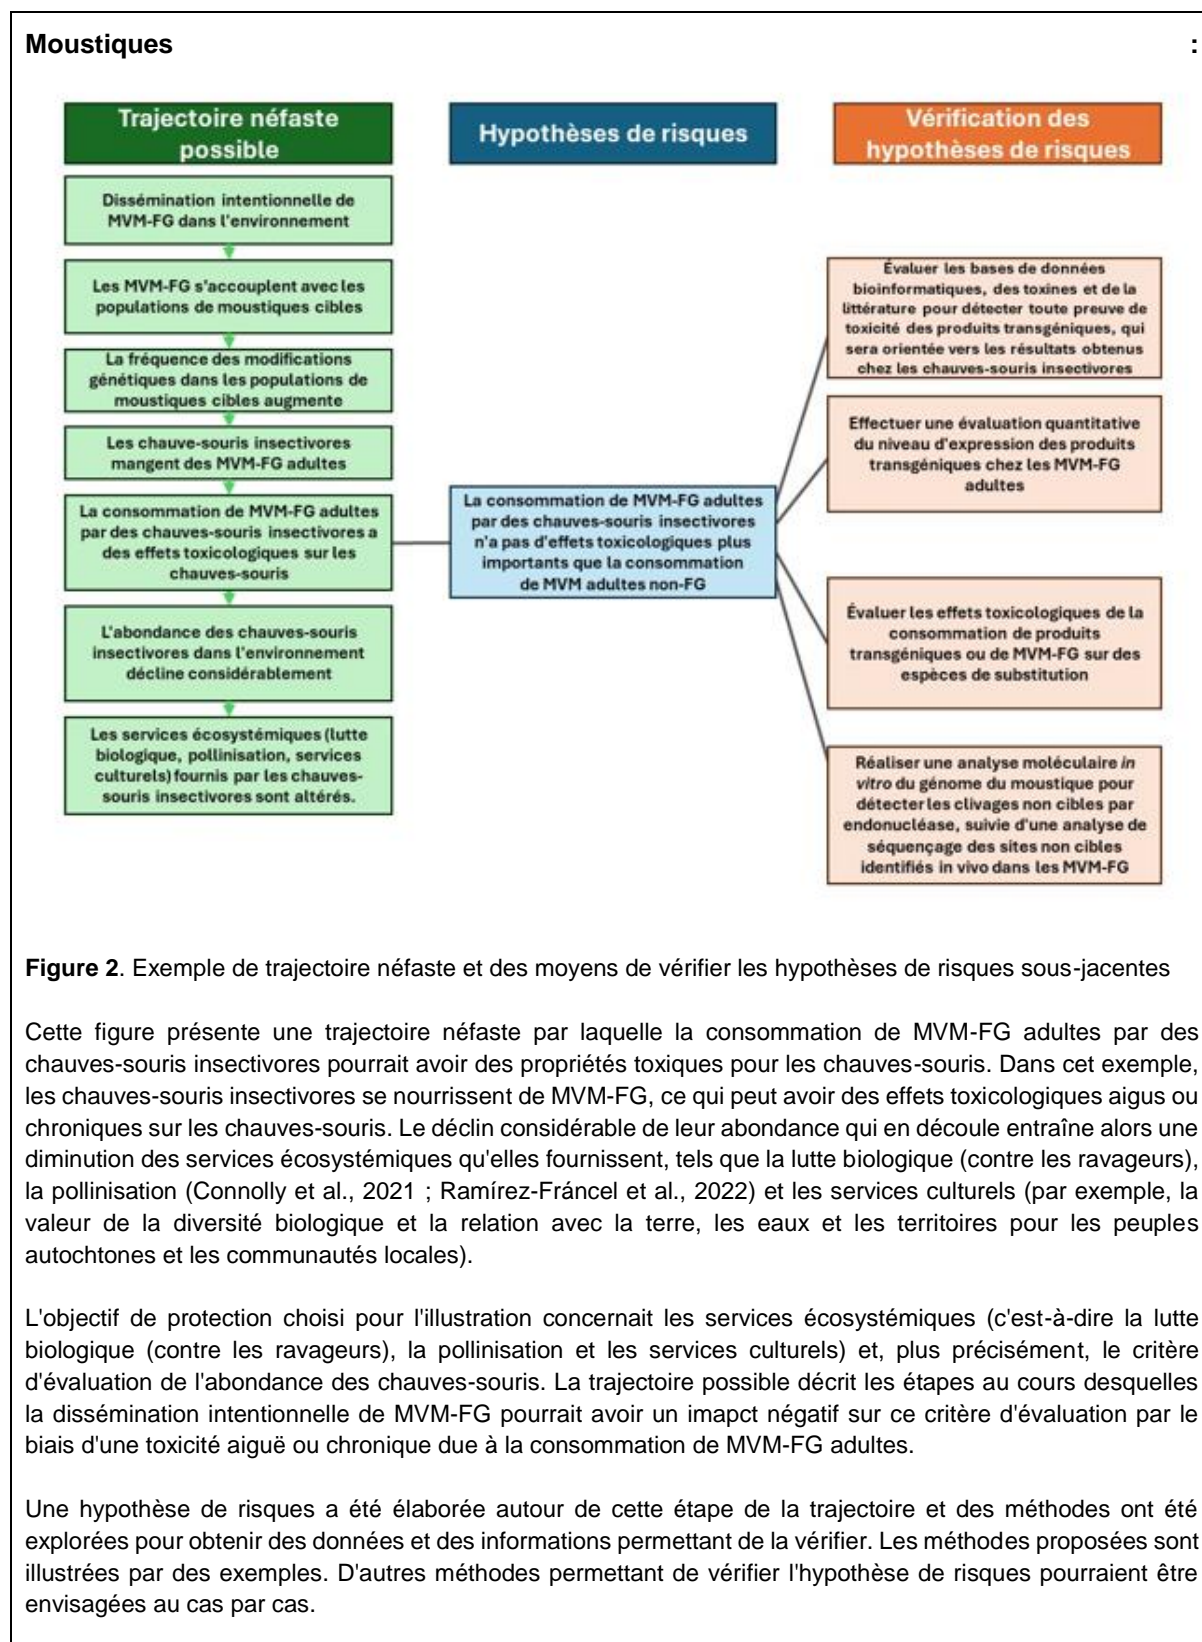 Moustiques :
Trajectoire néfaste
possible
Dissémination intentionnelle de
MVM-FG dans l'environnement
Les MVM-FG s'accouplent avec les
populations de moustiques cibles
La fréquence des modifications
génétiques dans les populations de
moustiques cibles augmente
Les chauve-souris insectivores
mangent des MVM-FG adultes
La consommation de MVM-FG adultes
par des chauves-souris insectivores a
des effets toxicologiques sur les
chauves-souris
L'abondance des chauves-souris
insectivores dans l'environnement
décline considérablement
Les services écosystémiques (lutte
biologique, pollinisation, services
culturels) fournis par les chauves-
souris insectivores sont altérés.
Hypothèses de risques
La consommation de MVM-FG adultes
par des chauves-souris insectivores
n'a pas d'effets toxicologiques plus
importants que la consommation
de MVM adultes non-FG
Vérification des
hypothèses de risques
Évaluer les bases de données
bioinformatiques, des toxines et de la
littérature pour détecter toute preuve de
toxicité des produits transgéniques, qui
sera orientée vers les résultats obtenus
chez les chauves-souris insectivores
Effectuer une évaluation quantitative
du niveau d'expression des produits
transgéniques chez les MVM-FG
adultes
Évaluer les effets toxicologiques de la
consommation de produits
transgéniques ou de MVM-FG sur des
espèces de substitution
Réaliser une analyse moléculaire in
vitro du génome du moustique pour
détecter les clivages non cibles par
endonucléase, suivie d'une analyse de
séquençage des sites non cibles
identifiés in vivo dans les MVM-FG
Figure 2. Exemple de trajectoire néfaste et des moyens de vérifier les hypothèses de risques sous-jacentes
Cette figure présente une trajectoire néfaste par laquelle la consommation de MVM-FG adultes par des
chauves-souris insectivores pourrait avoir des propriétés toxiques pour les chauves-souris. Dans cet exemple,
les chauves-souris insectivores se nourrissent de MVM-FG, ce qui peut avoir des effets toxicologiques aigus ou
chroniques sur les chauves-souris. Le déclin considérable de leur abondance qui en découle entraîne alors une
diminution des services écosystémiques qu'elles fournissent, tels que la lutte biologique (contre les ravageurs),
la pollinisation (Connolly et al., 2021 ; Ramírez-Fráncel et al., 2022) et les services culturels (par exemple, la
valeur de la diversité biologique et la relation avec la terre, les eaux et les territoires pour les peuples
autochtones et les communautés locales).
L'objectif de protection choisi pour l'illustration concernait les services écosystémiques (c'est-à-dire la lutte
biologique (contre les ravageurs), la pollinisation et les services culturels) et, plus précisément, le critère
d'évaluation de l'abondance des chauves-souris. La trajectoire possible décrit les étapes au cours desquelles
la dissémination intentionnelle de MVM-FG pourrait avoir un imapct négatif sur ce critère d'évaluation par le
biais d'une toxicité aiguë ou chronique due à la consommation de MVM-FG adultes.
Une hypothèse de risques a été élaborée autour de cette étape de la trajectoire et des méthodes ont été
explorées pour obtenir des données et des informations permettant de la vérifier. Les méthodes proposées sont
illustrées par des exemples. D'autres méthodes permettant de vérifier l'hypothèse de risques pourraient être
envisagées au cas par cas.